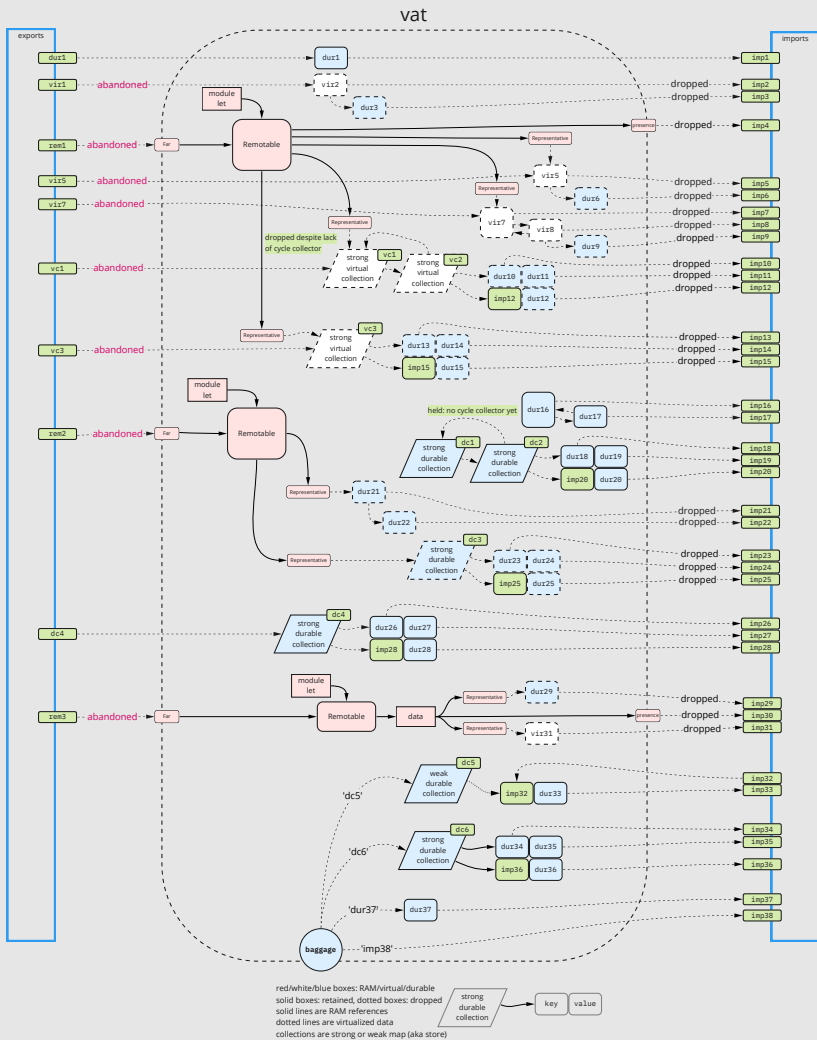 vat
exports
imports
dur1
dur1
imp1
vir1
abandoned
vir2
dropped
imp2
dur3
dropped
imp3
module
let
rem1
abandoned
Far
Remotable
presence
dropped
imp4
Representative
vir5
abandoned
vir5
dropped
imp5
Representative
dur6
dropped
imp6
vir7
abandoned
vir7
dropped
imp7
Representative
vir8
dropped
imp8
dur9
dropped
imp9
dropped despite lack
of cycle collector
vc1
abandoned
vc1
strong
virtual
collection
vc2
strong
virtual
collection
dur10
dur11
imp12
dur12
dropped
imp10
dropped
imp11
dropped
imp12
vc3
abandoned
Representative
vc3
strong
virtual
collection
dur13
dur14
imp15
dur15
dropped
imp13
dropped
imp14
dropped
imp15
module
let
rem2
abandoned
Far
Remotable
held: no cycle collector yet
dur16
dur17
imp16
imp17
dc1
strong
durable
collection
dc2
strong
durable
collection
dur18
dur19
imp20
dur20
imp18
imp19
imp20
Representative
dur21
dur22
dropped
imp21
dropped
imp22
Representative
dc3
strong
durable
collection
dur23
dur24
imp25
dur25
dropped
imp23
dropped
imp24
dropped
imp25
dc4
dc4
strong
durable
collection
dur26
dur27
imp28
dur28
imp26
imp27
imp28
module
let
rem3
abandoned
Far
Remotable
data
Representative
dur29
presence
Representative
vir31
dropped
imp29
dropped
imp30
dropped
imp31
'dc5'
dc5
weak
durable
collection
imp32
dur33
imp32
imp33
'dc6'
dc6
strong
durable
collection
dur34
dur35
imp36
dur36
imp34
imp35
imp36
'dur37'
dur37
imp37
baggage
'imp38'
imp38
red/white/blue boxes: RAM/virtual/durable
solid boxes: retained, dotted boxes: dropped
solid lines are RAM references
dotted lines are virtualized data
collections are strong or weak map (aka store)
strong
durable
collection
key
value